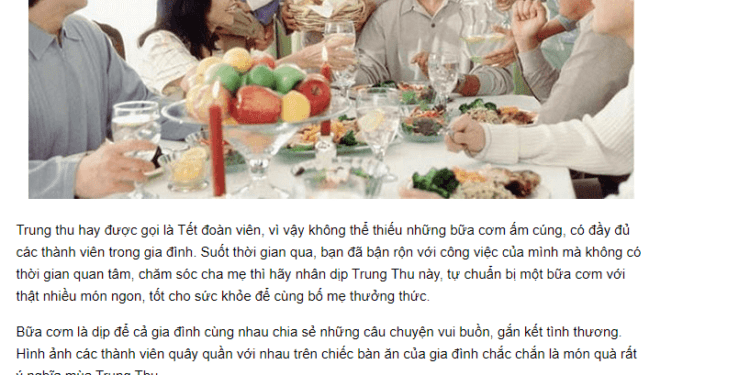 Trung thu hay được gọi là Tết đoàn viên, vì vậy không thể thiếu những bữa cơm ấm cúng, có đầy đủ
các thành viên trong gia đình. Suốt thời gian qua, bạn đã bận rộn với công việc của mình mà không có
thời gian quan tâm, chăm sóc cha mẹ thì hãy nhân dịp Trung Thu này, tự chuẩn bị một bữa cơm với
thật nhiều món ngon, tốt cho sức khỏe để cùng bố mẹ thưởng thức.
Bữa cơm là dịp để cả gia đình cùng nhau chia sẻ những câu chuyện vui buồn, gắn kết tình thương.
Hình ảnh các thành viên quây quần với nhau trên chiếc bàn ăn của gia đình chắc chắn là món quà rất
ý nghĩa mùa Trung Thu